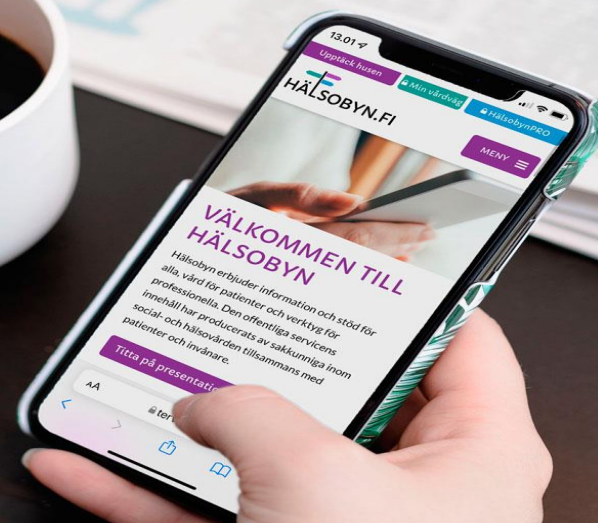 13.01
Upptäck husen
Min vårdväg
HälsobynPRO
HÄLSOBYN.FI
MENY
VÄLKOMMEN TILL
HÄLSOBYN
Hälsobyn erbjuder information och stöd för
alla, vård för patienter och verktyg för
professionella. Den offentliga servicens
innehåll har producerats av sakkunniga inom
social- och hälsovården tillsammans med
patienter och invånare.
Titta på
AA